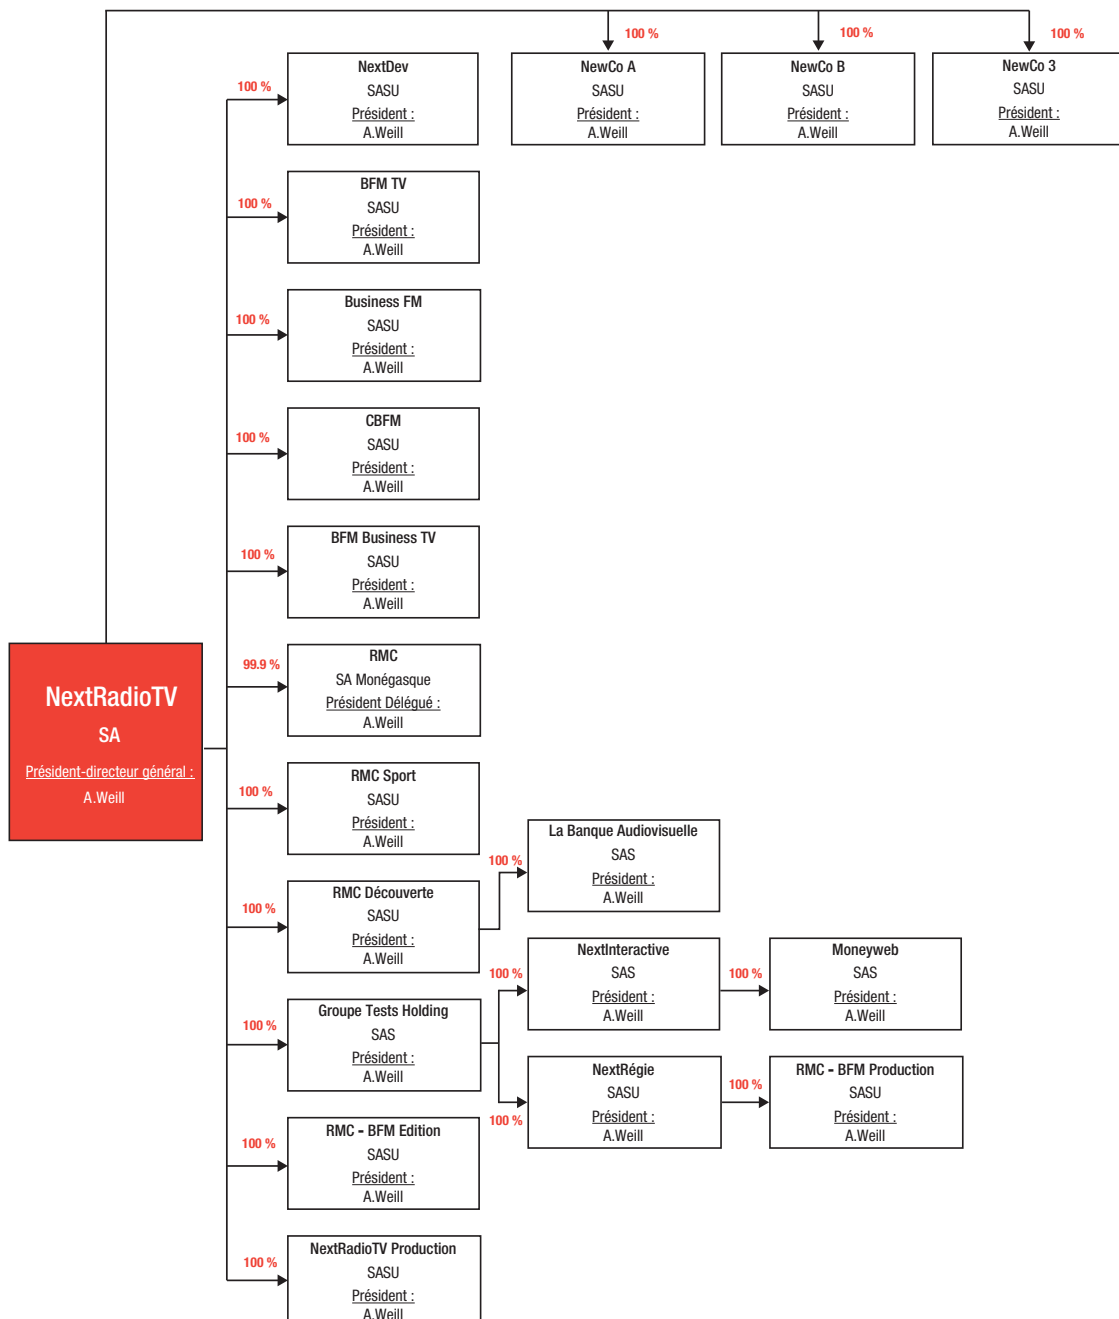 100 %
100 %
100 %
NextDev
SASU
Président :
A.Weill
100 %
NewCo A
SASU
Président :
A.Weill
NewCo B
SASU
Président :
A.Weill
NewCo 3
SASU
Président :
A.Weill
BFM TV
SASU
Président :
A.Weill
100 %
Business FM
SASU
Président :
A.Weill
100 %
CBFM
SASU
Président :
A.Weill
100 %
BFM Business TV
SASU
Président :
A.Weill
100 %
NextRadioTV
SA
Président-directeur général :
A.Weill
99.9 %
RMC
SA Monégasque
Président Délégué :
A.Weill
RMC Sport
SASU
Président :
A.Weill
100 %
RMC Découverte
SASU
Président :
A.Weill
100 %
100 %
La Banque Audiovisuelle
SAS
Président :
A.Weill
Groupe Tests Holding
SAS
Président :
A.Weill
100 %
100 %
NextInteractive
SAS
Président :
A.Weill
100 %
Moneyweb
SAS
Président :
A.Weill
100 %
NextRégie
SASU
Président :
A.Weill
100 %
RMC - BFM Production
SASU
Président :
A.Weill
RMC - BFM Edition
SASU
Président :
A.Weill
100 %
NextRadioTV Production
SASU
Président :
A.Weill
100 %